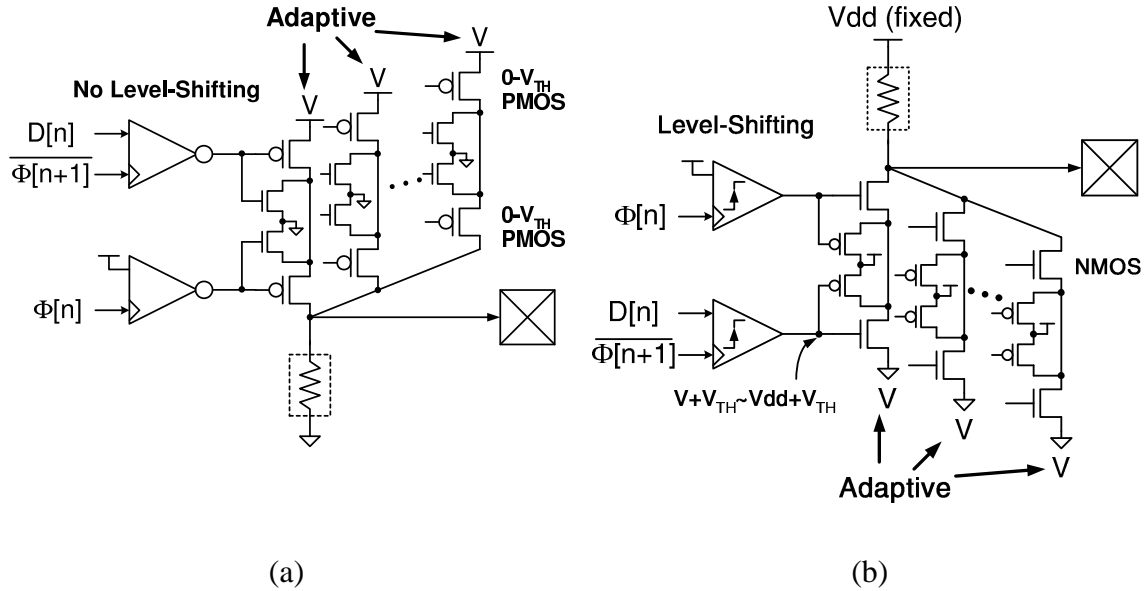 Adaptive
V
V
V
No Level-Shifting
0-V_TH
PMOS
D[n]
Φ[n+1]
0-V_TH
PMOS
Φ[n]
(a)
Vdd (fixed)
Level-Shifting
Φ[n]
NMOS
D[n]
Φ[n+1]
V+V_TH~Vdd+V_TH
V
V
V
Adaptive
(b)